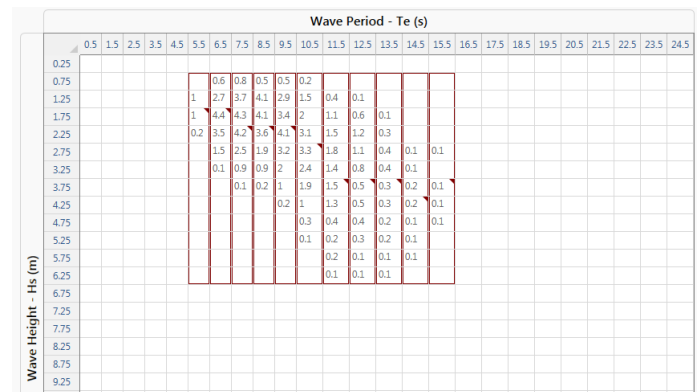 Wave Period - Te (s)
0.5 1.5 2.5 3.5 4.5 5.5 6.5 7.5 8.5 9.5 10.5 11.5 12.5 13.5 14.5 15.5 16.5 17.5 18.5 19.5 20.5 21.5 22.5 23.5 24.5
Wave Height - Hs (m)
0.25
0.75 0.6 0.8 0.5 0.5 0.2
1.25 1 2.7 3.7 4.1 2.9 1.5 0.4 0.1
1.75 1 4.4 4.3 4.1 3.4 2 1.1 0.6 0.1
2.25 0.2 3.5 4.2 3.6 4.1 3.1 1.5 1.2 0.3
2.75 1.5 2.5 1.9 3.2 3.3 1.8 1.1 0.4 0.1 0.1
3.25 0.1 0.9 0.9 2 2.4 1.4 0.8 0.4 0.1
3.75 0.1 0.2 1 1.9 1.5 0.5 0.3 0.2 0.1
4.25 0.2 1 1.3 0.5 0.3 0.2 0.1
4.75 0.3 0.4 0.4 0.2 0.1 0.1
5.25 0.1 0.2 0.3 0.2 0.1
5.75 0.2 0.1 0.1 0.1
6.25 0.1 0.1 0.1
6.75
7.25
7.75
8.25
8.75
9.25